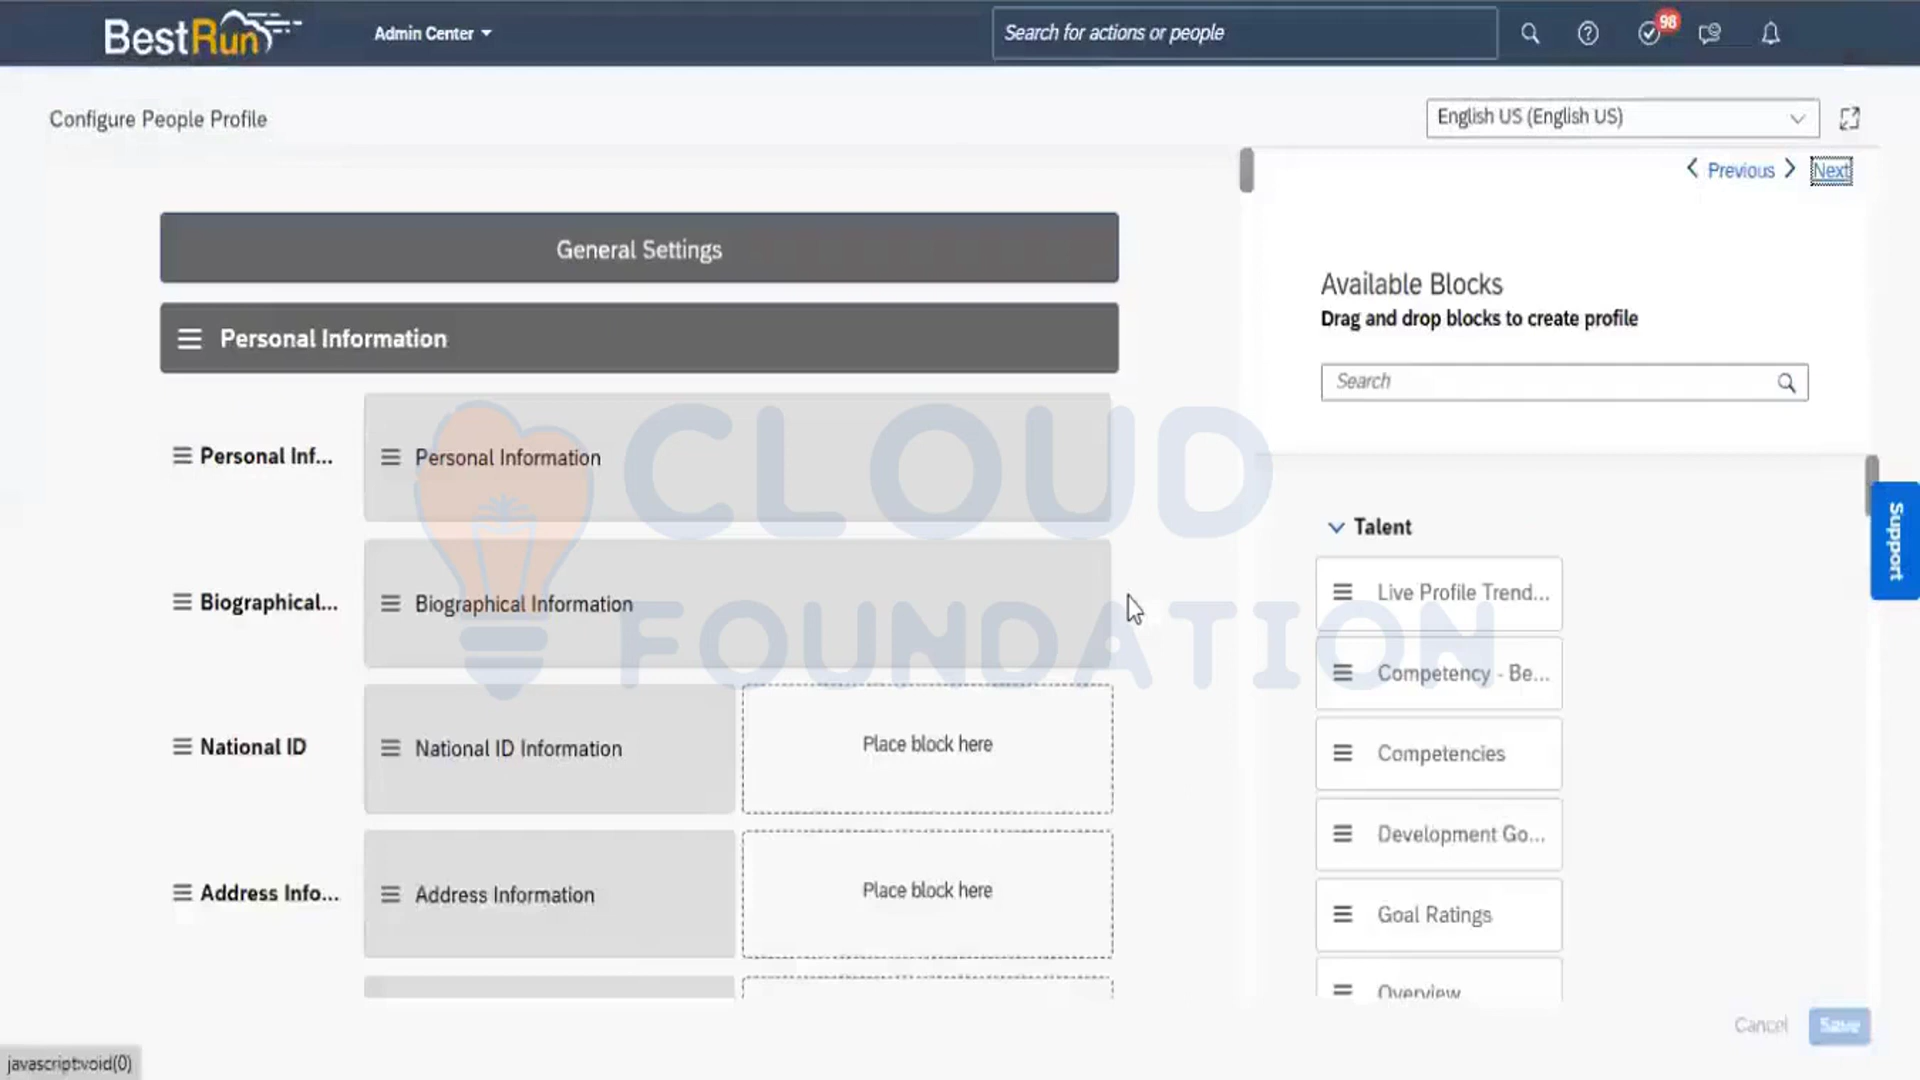 BestRun
Admin Center
Search for actions or people
98
Configure People Profile
English US (English US)
Previous
Next
General Settings
Personal Information
Available Blocks
Drag and drop blocks to create profile
Search
Personal Inf...
Personal Information
Biographical...
Biographical Information
National ID
National ID Information
Place block here
Address Info...
Address Information
Place block here
Talent
Live Profile Trend...
Competency - Be...
Competencies
Development Go...
Goal Ratings
Overview
Support
CLOUD
FOUNDATION
Cancel
Save
javascript:void(0)